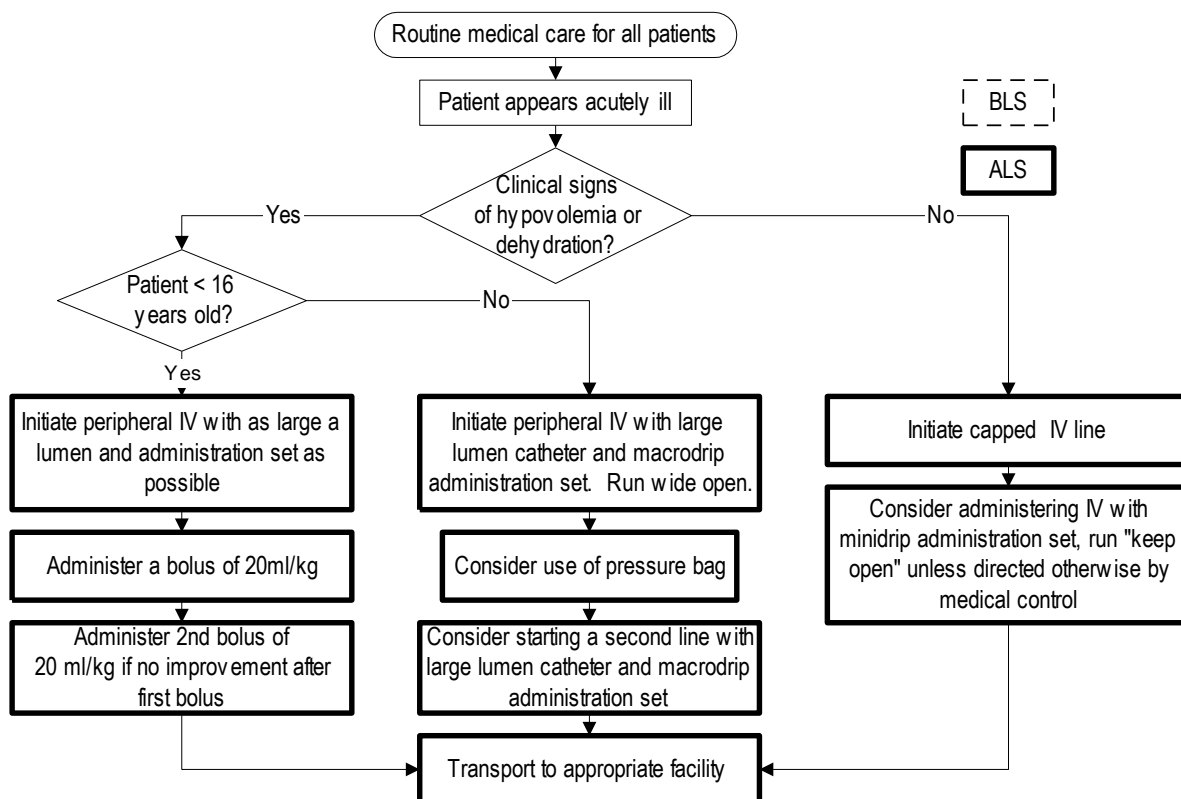 Routine medical care for all patients
Patient appears acutely ill
BLS
ALS
Clinical signs
of hypovolemia or
dehydration?
Yes
No
Patient < 16
years old?
No
Yes
Initiate peripheral IV with as large a
lumen and administration set as
possible
Administer a bolus of 20ml/kg
Administer 2nd bolus of
20 ml/kg if no improvement after
first bolus
Initiate peripheral IV with large
lumen catheter and macrodrip
administration set. Run wide open.
Consider use of pressure bag
Consider starting a second line with
large lumen catheter and macrodrip
administration set
Initiate capped IV line
Consider administering IV with
minidrip administration set, run "keep
open" unless directed otherwise by
medical control
Transport to appropriate facility